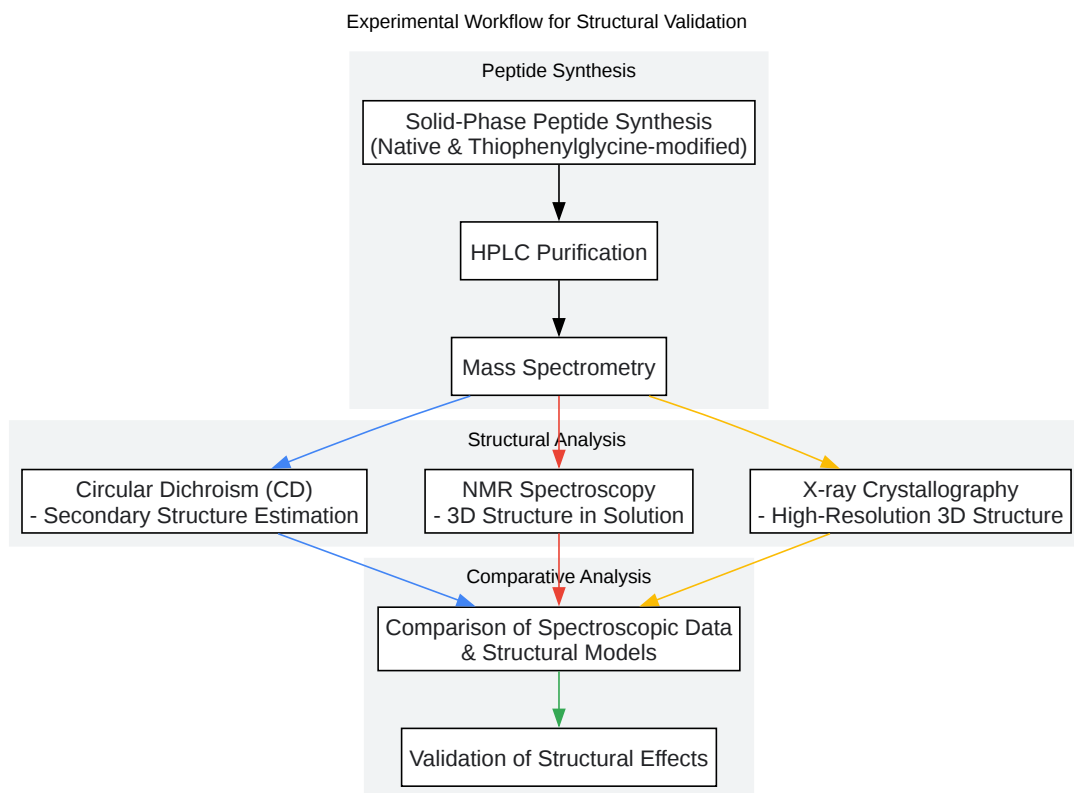 Experimental Workflow for Structural Validation
Peptide Synthesis
Solid-Phase Peptide Synthesis
(Native & Thiophenylglycine-modified)
HPLC Purification
Mass Spectrometry
Structural Analysis
Circular Dichroism (CD)
- Secondary Structure Estimation
NMR Spectroscopy
- 3D Structure in Solution
X-ray Crystallography
- High-Resolution 3D Structure
Comparative Analysis
Comparison of Spectroscopic Data
& Structural Models
Validation of Structural Effects